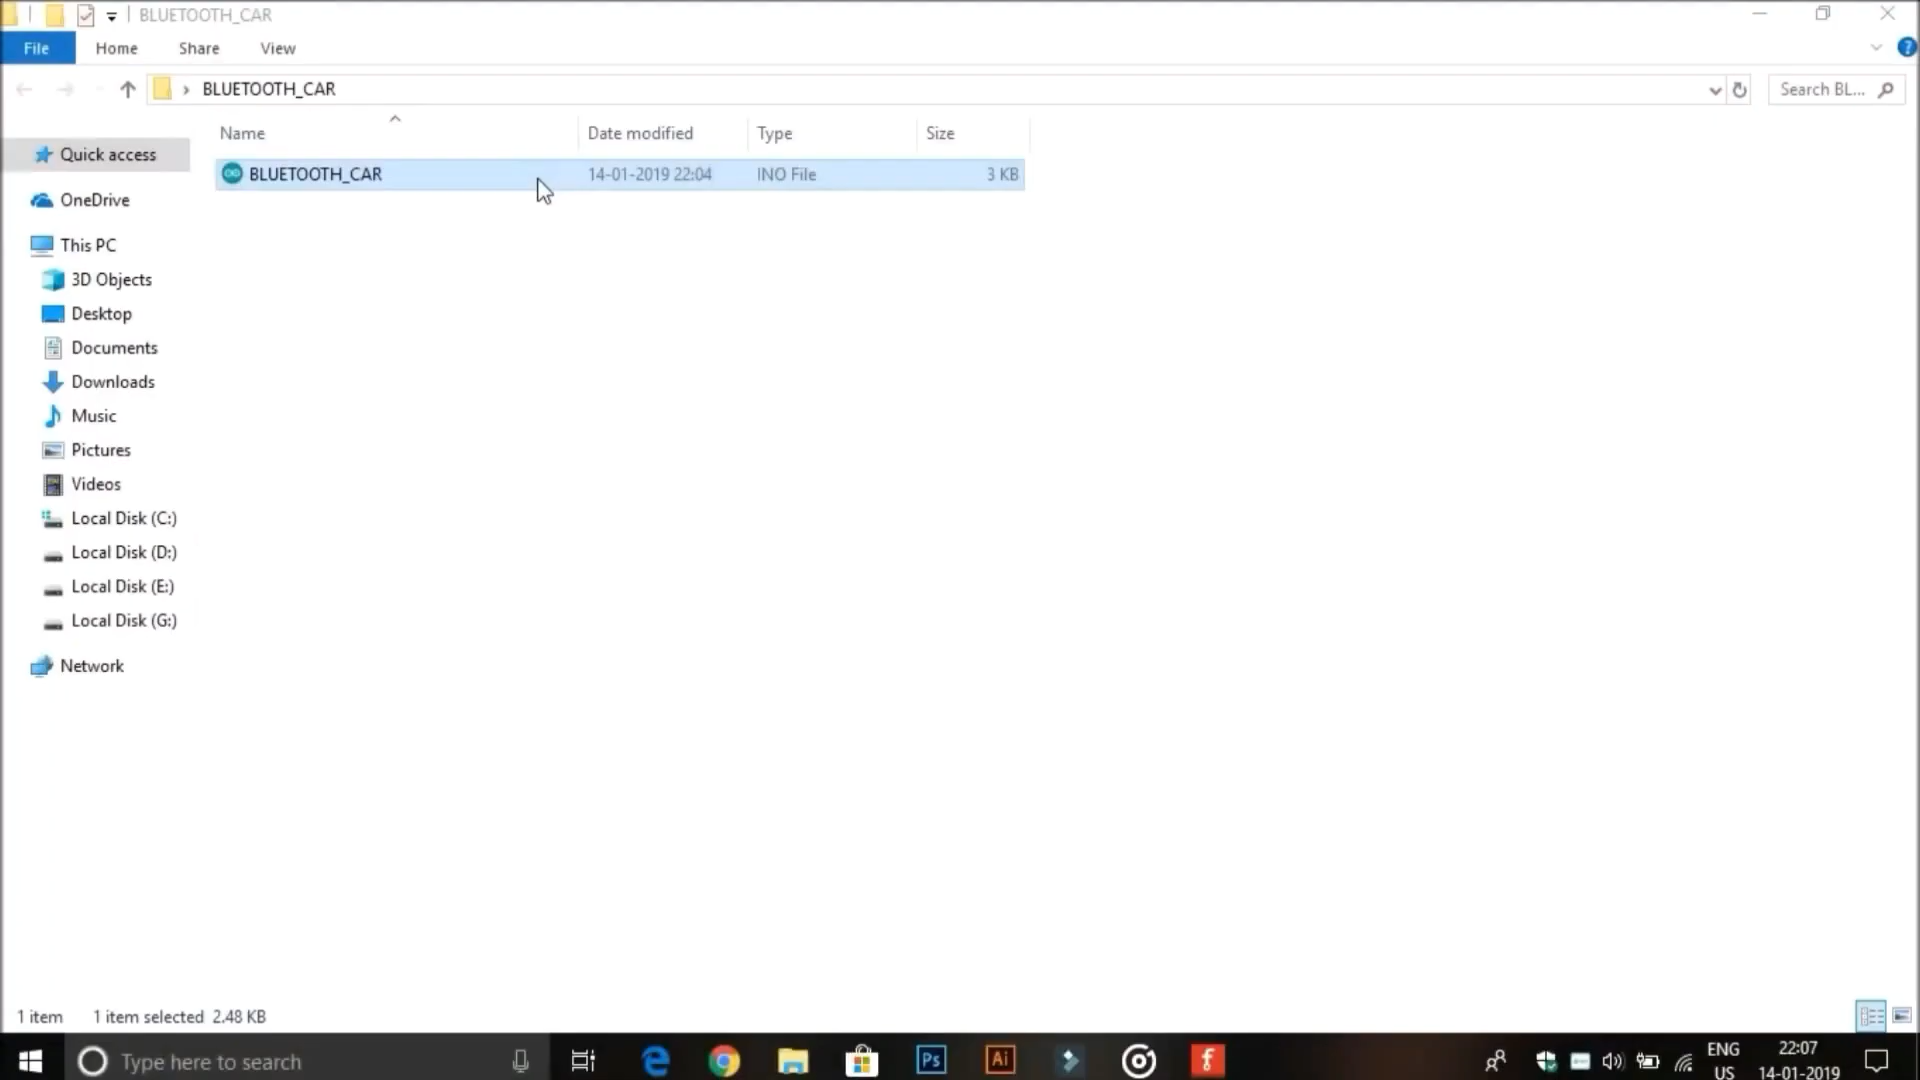 BLUETOOTH_CAR
File Home Share View
BLUETOOTH_CAR
Search BL...
Name Date modified Type Size
BLUETOOTH_CAR 14-01-2019 22:04 INO File 3 KB
Quick access
OneDrive
This PC
3D Objects
Desktop
Documents
Downloads
Music
Pictures
Videos
Local Disk (C:)
Local Disk (D:)
Local Disk (E:)
Local Disk (G:)
Network
1 item 1 item selected 2.48 KB
Type here to search
Ps
Ai
ENG
US
22:07
14-01-2019